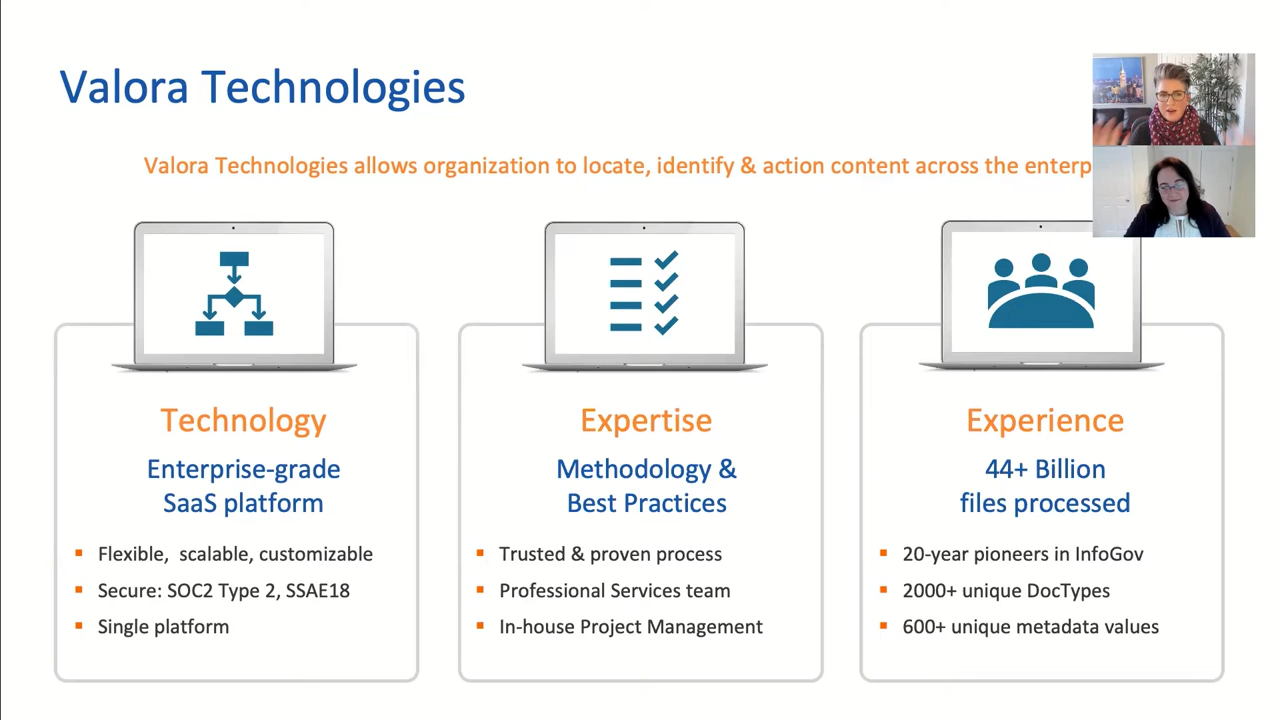 Valora Technologies
Valora Technologies allows organization to locate, identify & action content across the enterp
Technology
Enterprise-grade
SaaS platform
Flexible, scalable, customizable
Secure: SOC2 Type 2, SSAE18
Single platform
Expertise
Methodology &
Best Practices
Trusted & proven process
Professional Services team
In-house Project Management
Experience
44+ Billion
files processed
20-year pioneers in InfoGov
2000+ unique DocTypes
600+ unique metadata values